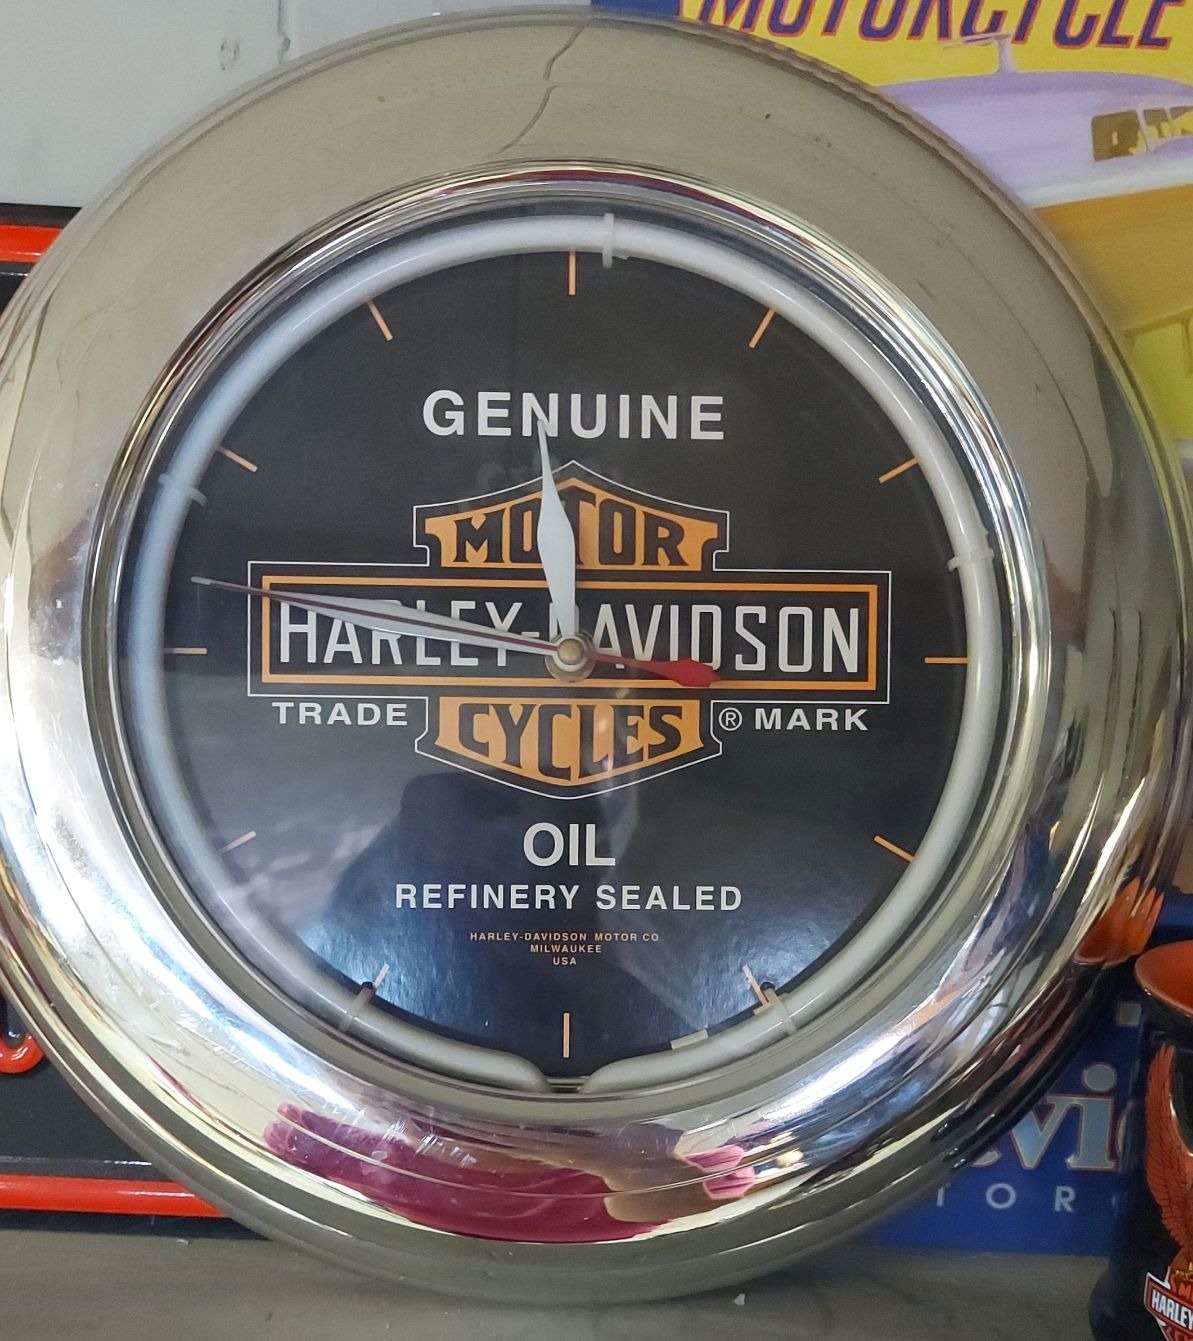 MOTORCYCLE
GENUINE
MOTOR
HARLEY-DAVIDSON
TRADE ® MARK
CYCLES
OIL
REFINERY SEALED
HARLEY-DAVIDSON MOTOR CO.
MILWAUKEE
USA